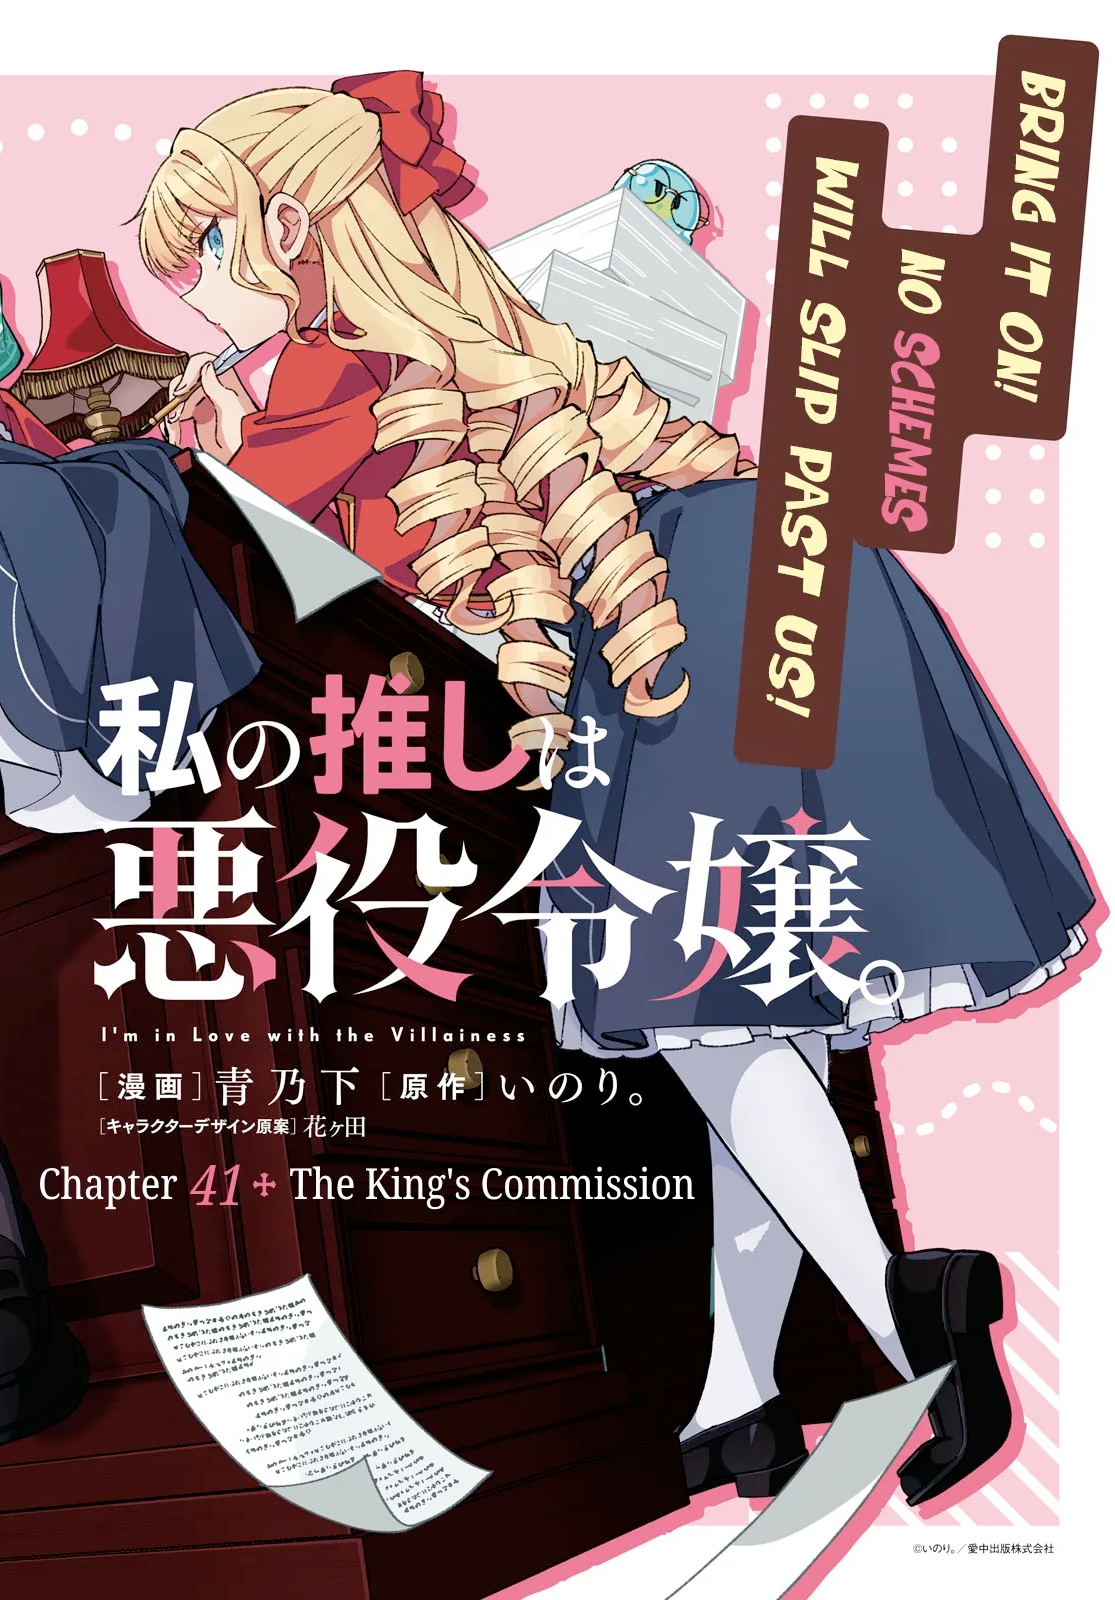 BRING IT ON!
NO SCHEMES
WILL SLIP PAST US!
私の推しは
悪役令嬢。
I'm in Love with the Villainess
［漫画］青乃下［原作］いのり。
［キャラクターデザイン原案］花ヶ田
Chapter 41 The King's Commission
©いのり。／愛中出版株式会社